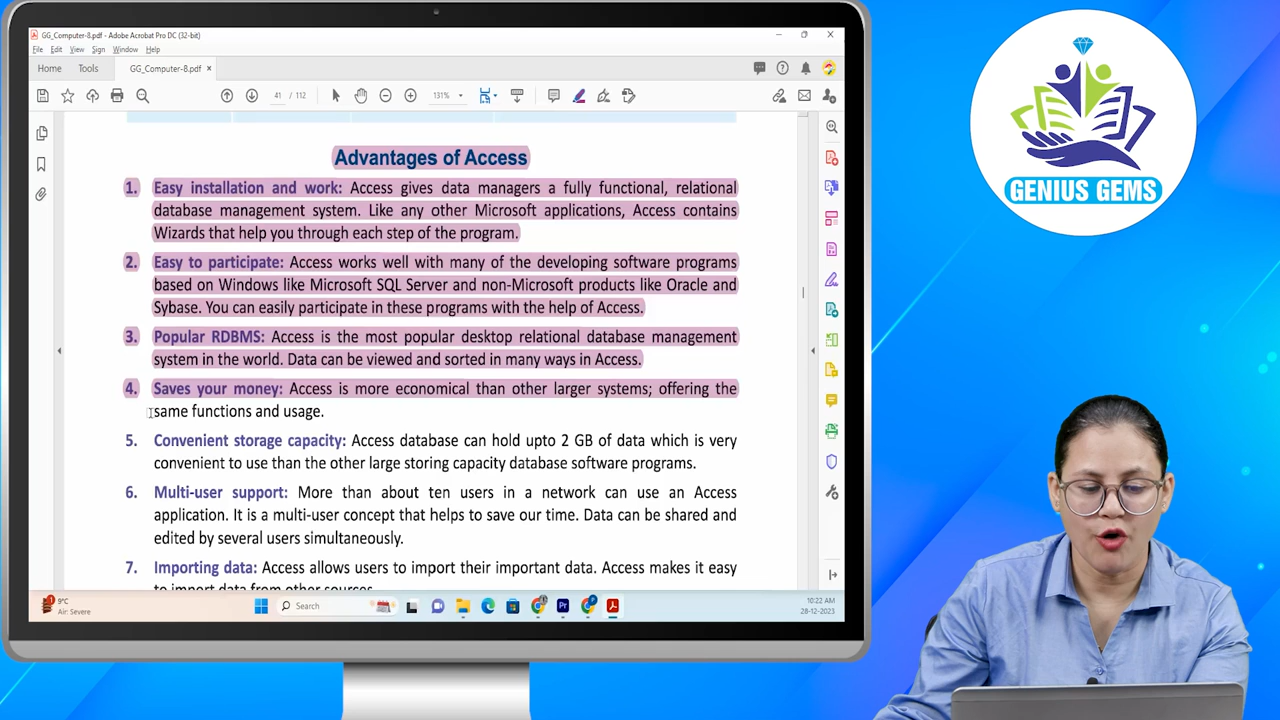 GG_Computer-8.pdf - Adobe Acrobat Pro DC (32-bit)
File Edit View Sign Window Help
Home Tools GG_Computer-8.pdf ×
41 / 112 131%
Advantages of Access
1. Easy installation and work: Access gives data managers a fully functional, relational
database management system. Like any other Microsoft applications, Access contains
Wizards that help you through each step of the program.
2. Easy to participate: Access works well with many of the developing software programs
based on Windows like Microsoft SQL Server and non-Microsoft products like Oracle and
Sybase. You can easily participate in these programs with the help of Access.
3. Popular RDBMS: Access is the most popular desktop relational database management
system in the world. Data can be viewed and sorted in many ways in Access.
4. Saves your money: Access is more economical than other larger systems; offering the
same functions and usage.
5. Convenient storage capacity: Access database can hold upto 2 GB of data which is very
convenient to use than the other large storing capacity database software programs.
6. Multi-user support: More than about ten users in a network can use an Access
application. It is a multi-user concept that helps to save our time. Data can be shared and
edited by several users simultaneously.
7. Importing data: Access allows users to import their important data. Access makes it easy
to import data from other sources.
9°C
Air: Severe
Search
10:22 AM
28-12-2023
GENIUS GEMS